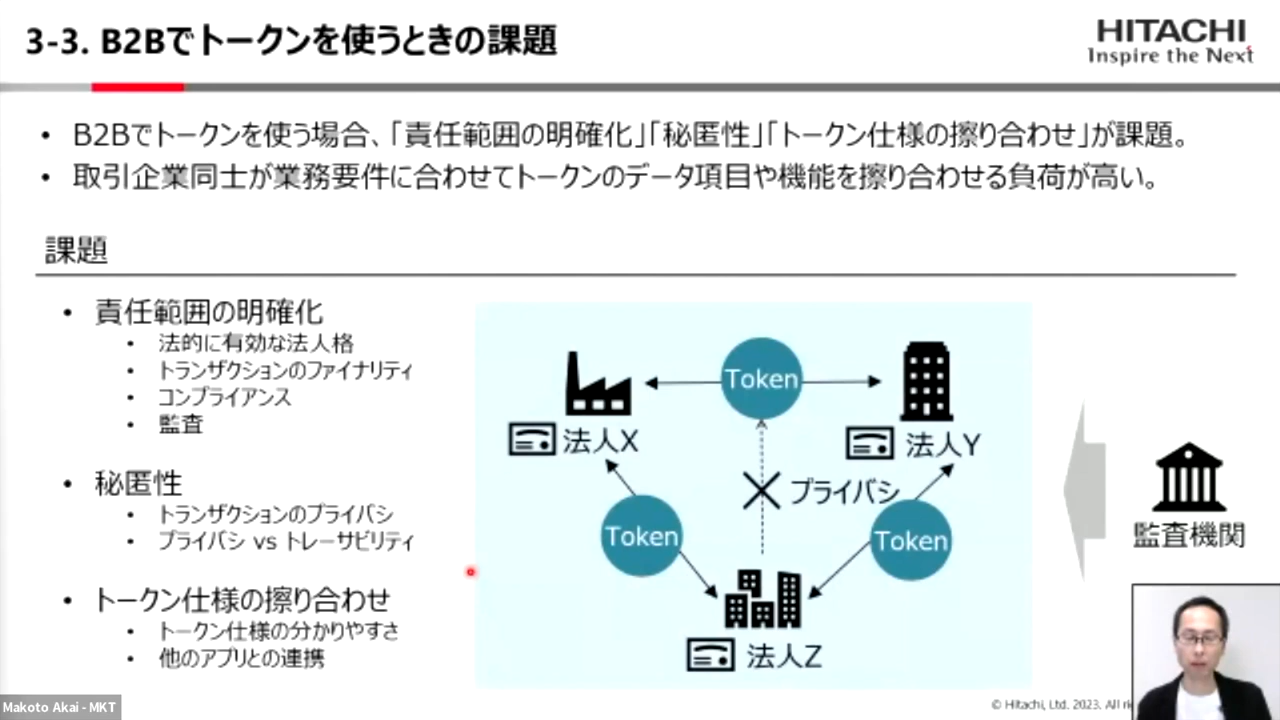 3-3. B2Bでトークンを使うときの課題
HITACHI
Inspire the Next
• B2Bでトークンを使う場合、「責任範囲の明確化」「秘匿性」「トークン仕様の擦り合わせ」が課題。
• 取引企業同士が業務要件に合わせてトークンのデータ項目や機能を擦り合わせる負荷が高い。
課題
• 責任範囲の明確化
• 法的に有効な法人格
• トランザクションのファイナリティ
• コンプライアンス
• 監査
• 秘匿性
• トランザクションのプライバシ
• プライバシ vs トレーサビリティ
• トークン仕様の擦り合わせ
• トークン仕様の分かりやすさ
• 他のアプリとの連携
Token
法人X
法人Y
プライバシ
Token
Token
法人Z
監査機関
© Hitachi, Ltd. 2023. All
Makoto Akai - MKT